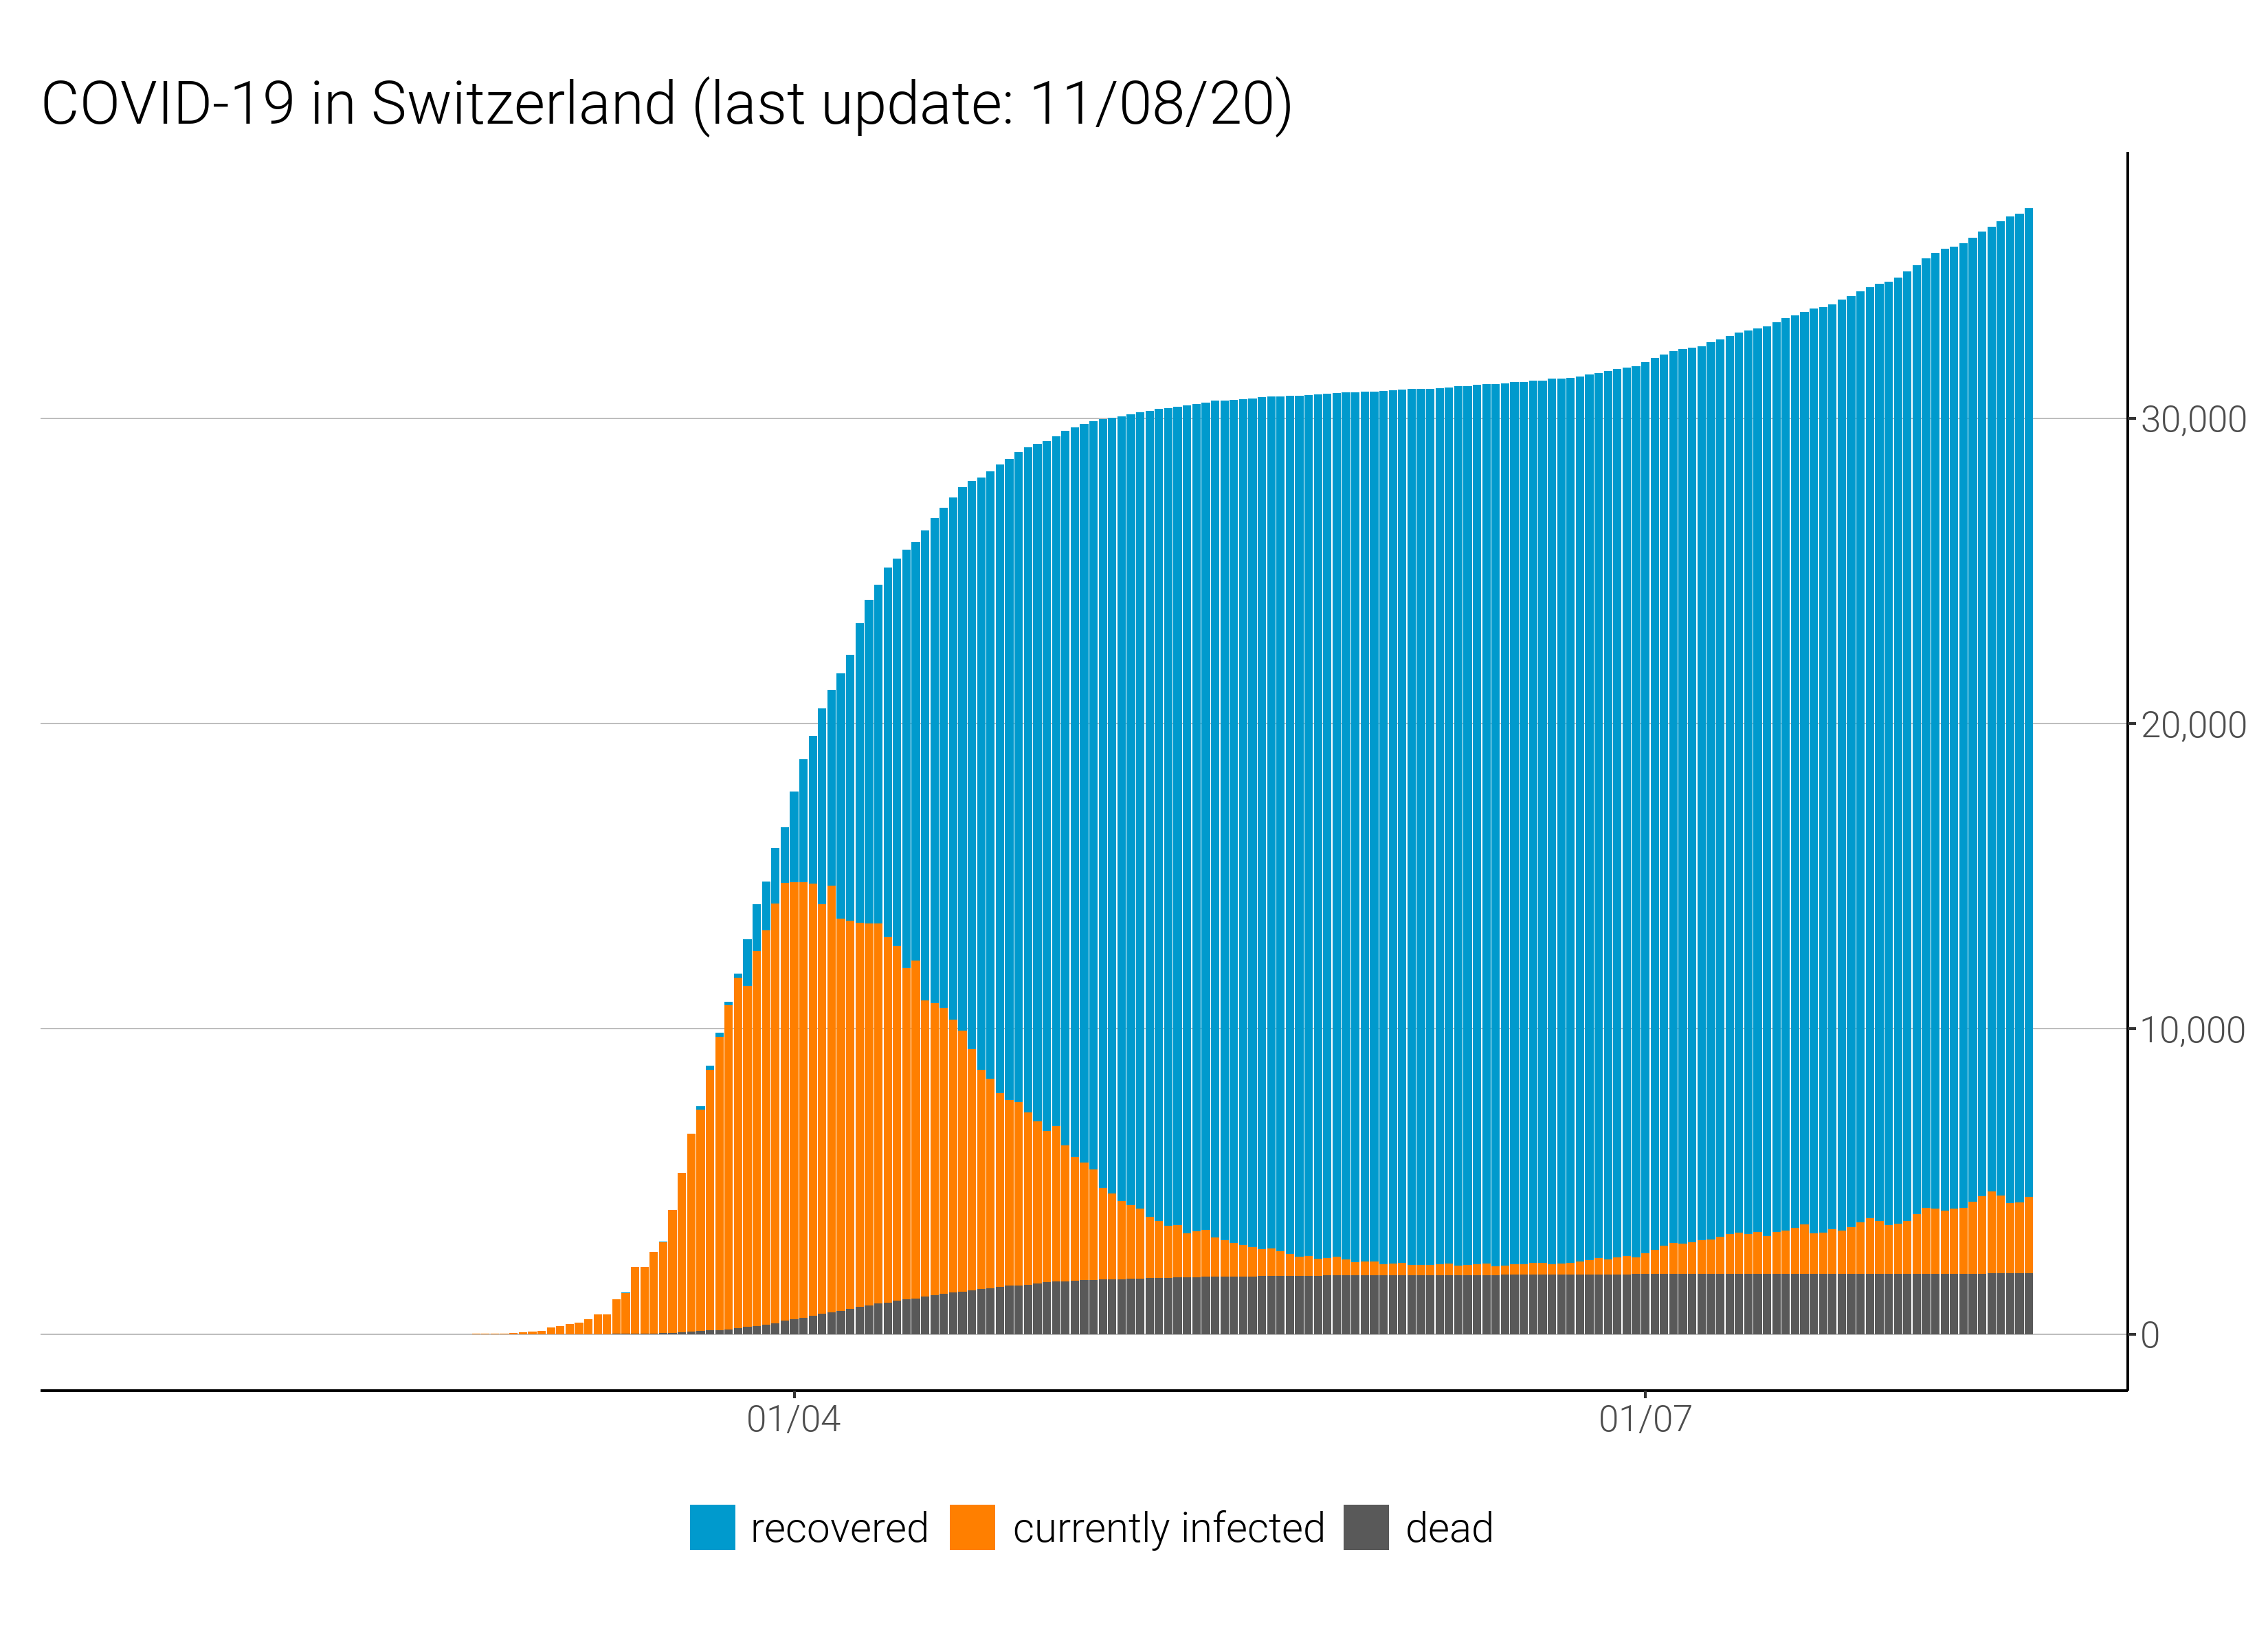 COVID-19 in Switzerland (last update: 11/08/20)
30,000
20,000
10,000
0
01/04 01/07
recovered currently infected dead